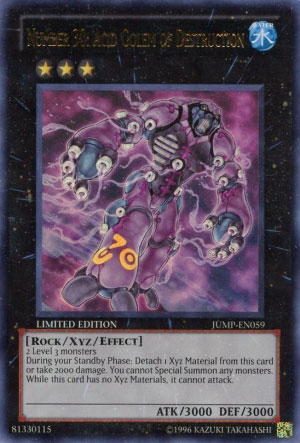 Number 30: Acid Golem of Destruction
WATER
水
30
LIMITED EDITION
JUMP-EN059
[ROCK/XYZ/EFFECT]
2 Level 3 monsters
During your Standby Phase: Detach 1 Xyz Material from this card
or take 2000 damage. You cannot Special Summon any monsters.
While this card has no Xyz Materials, it cannot attack.
ATK/3000 DEF/3000
81330115
©1996 KAZUKI TAKAHASHI